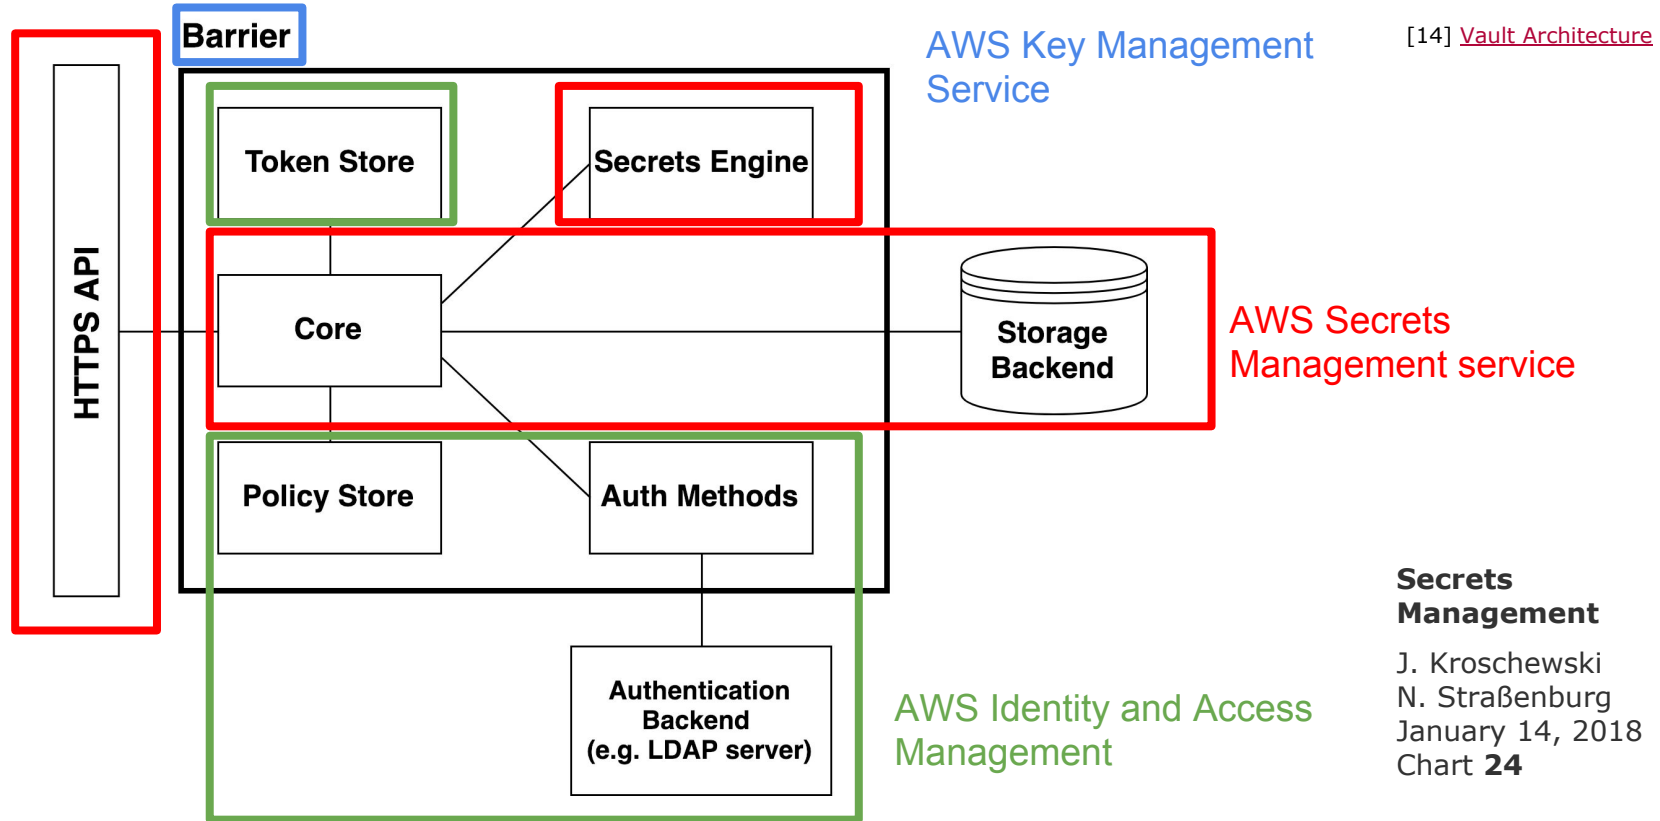 Barrier
AWS Key Management
Service
[14] Vault Architecture
Token Store
Secrets Engine
HTTPS API
Core
Storage
Backend
AWS Secrets
Management service
Policy Store
Auth Methods
Authentication
Backend
(e.g. LDAP server)
AWS Identity and Access
Management
Secrets
Management
J. Kroschewski
N. Straßenburg
January 14, 2018
Chart 24